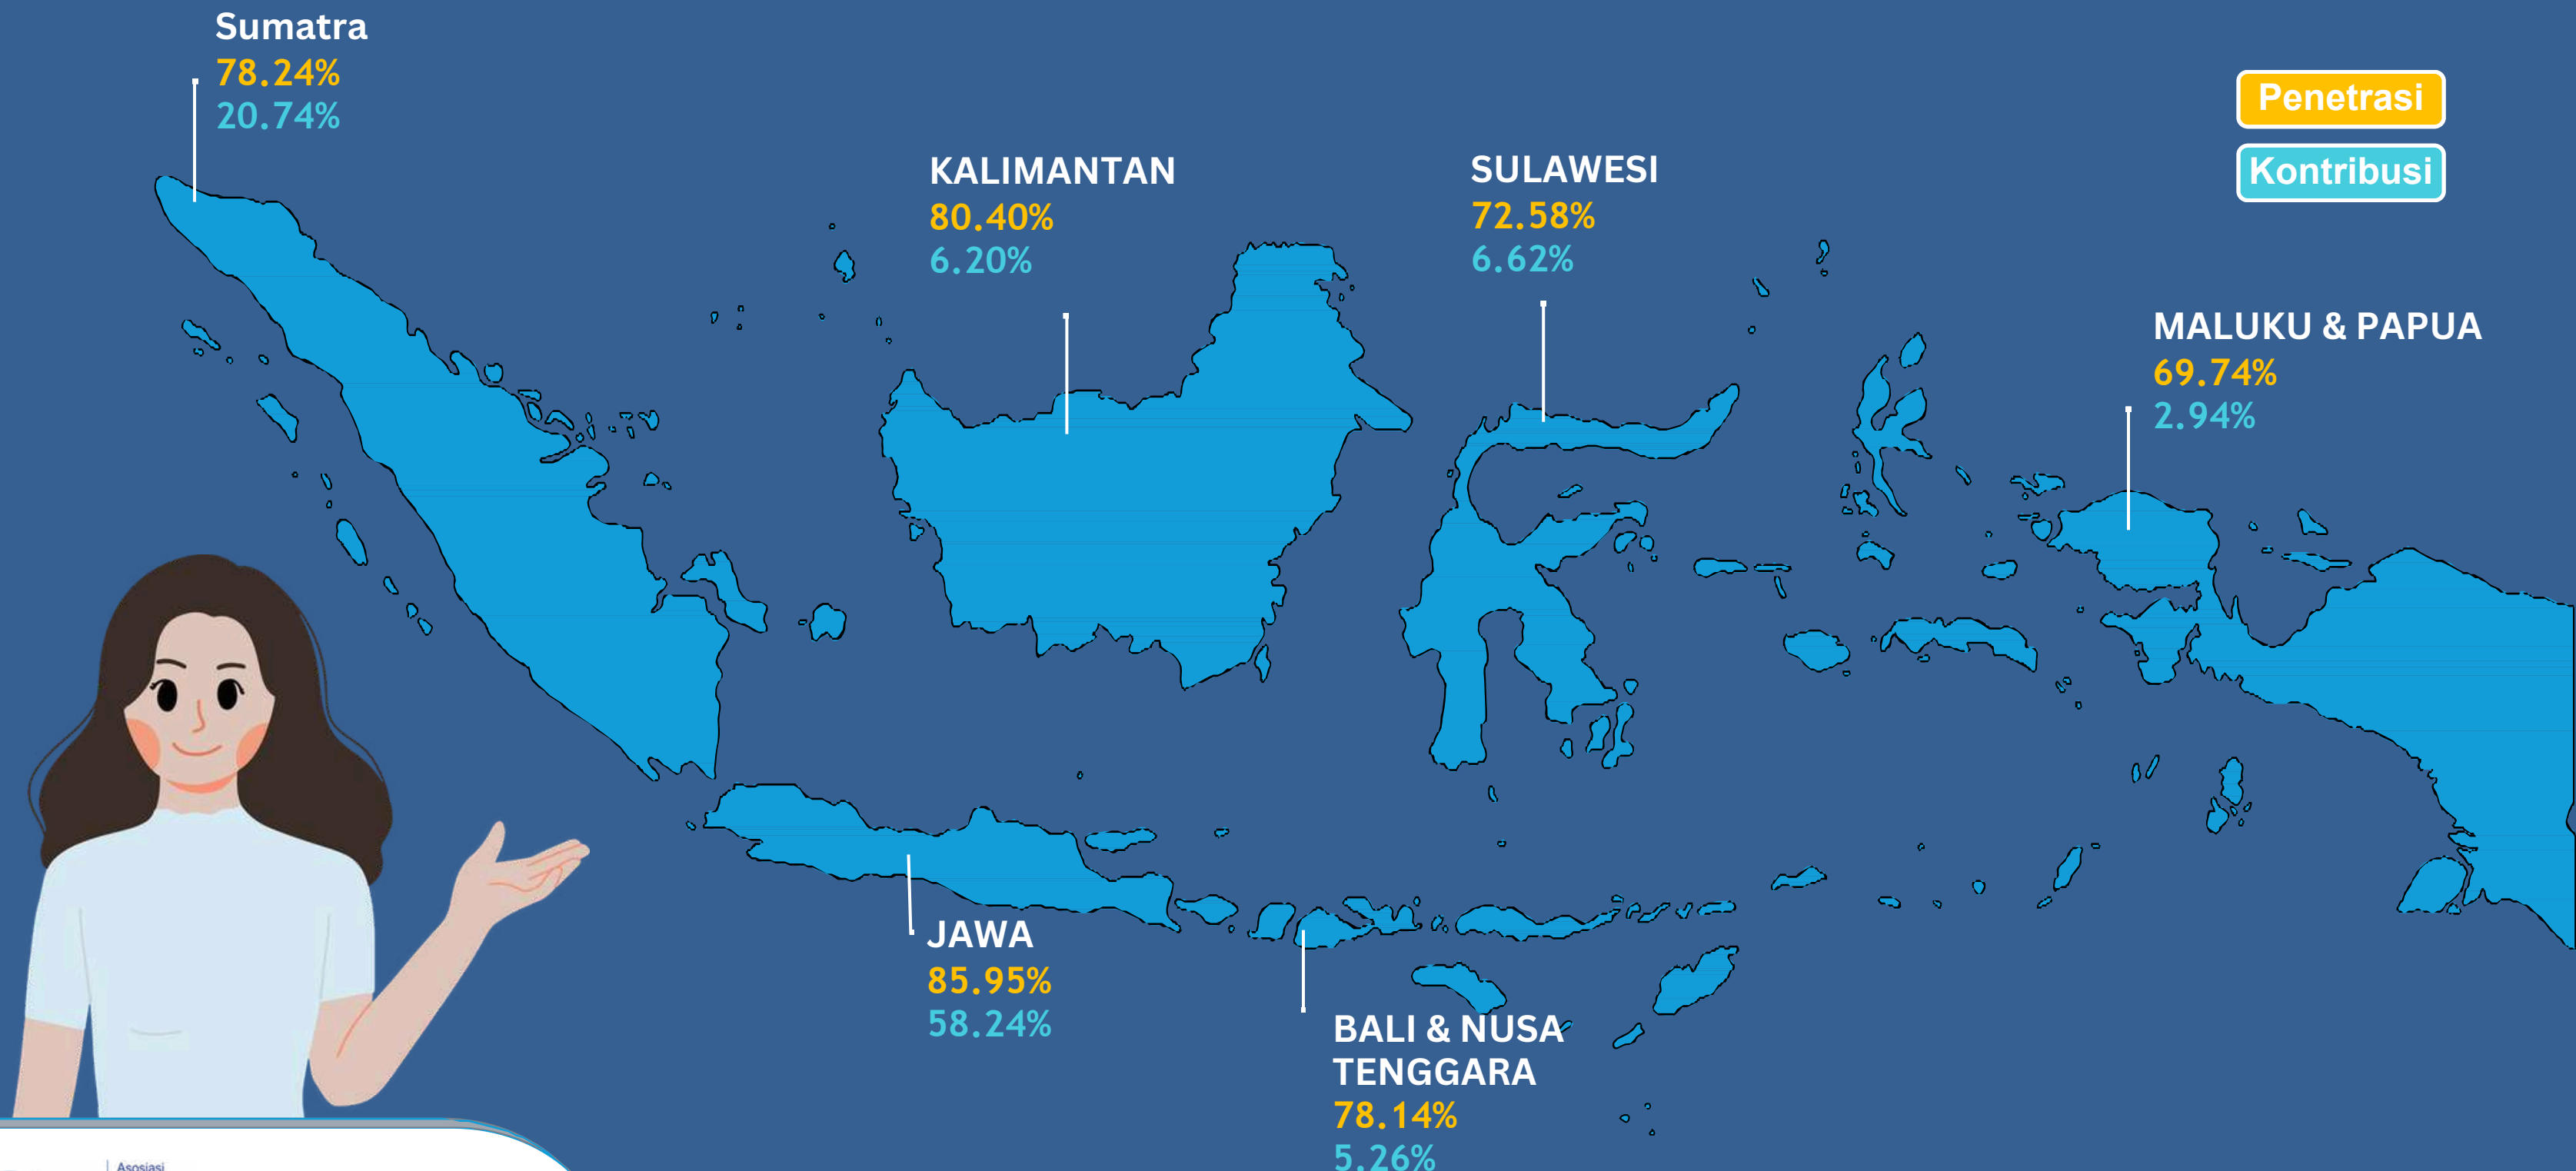 Sumatra
78.24%
20.74%
Penetrasi
Kontribusi
KALIMANTAN
80.40%
6.20%
SULAWESI
72.58%
6.62%
MALUKU & PAPUA
69.74%
2.94%
JAWA
85.95%
58.24%
BALI & NUSA
TENGGARA
78.14%
5.26%
Asosiasi